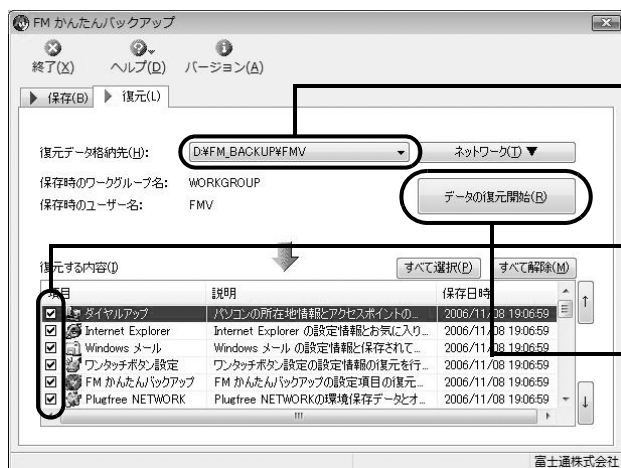 FM かんたんバックアップ
終了(X) ヘルプ(D) バージョン(A)
保存(B) 復元(L)
復元データ格納先(H): D:¥FM_BACKUP¥FMV ネットワーク(T)▼
保存時のワークグループ名: WORKGROUP
保存時のユーザー名: FMV
データの復元開始(R)
復元する内容(I) すべて選択(P) すべて解除(M)
項目 説明 保存日時
ダイヤルアップ パソコンの所在地情報とアクセスポイントの... 2006/11/08 19:06:59
Internet Explorer Internet Explorer の設定情報とお気に入り... 2006/11/08 19:06:59
Windows メール Windows メール の設定情報と保存されて... 2006/11/08 19:06:59
ワンタッチボタン設定 ワンタッチボタン設定の設定情報の復元を行... 2006/11/08 19:06:59
FM かんたんバックアップ FM かんたんバックアップの設定項目の復元... 2006/11/08 19:06:59
Plugfree NETWORK Plugfree NETWORKの環境保存データとオ... 2006/11/08 19:06:59
富士通株式会社